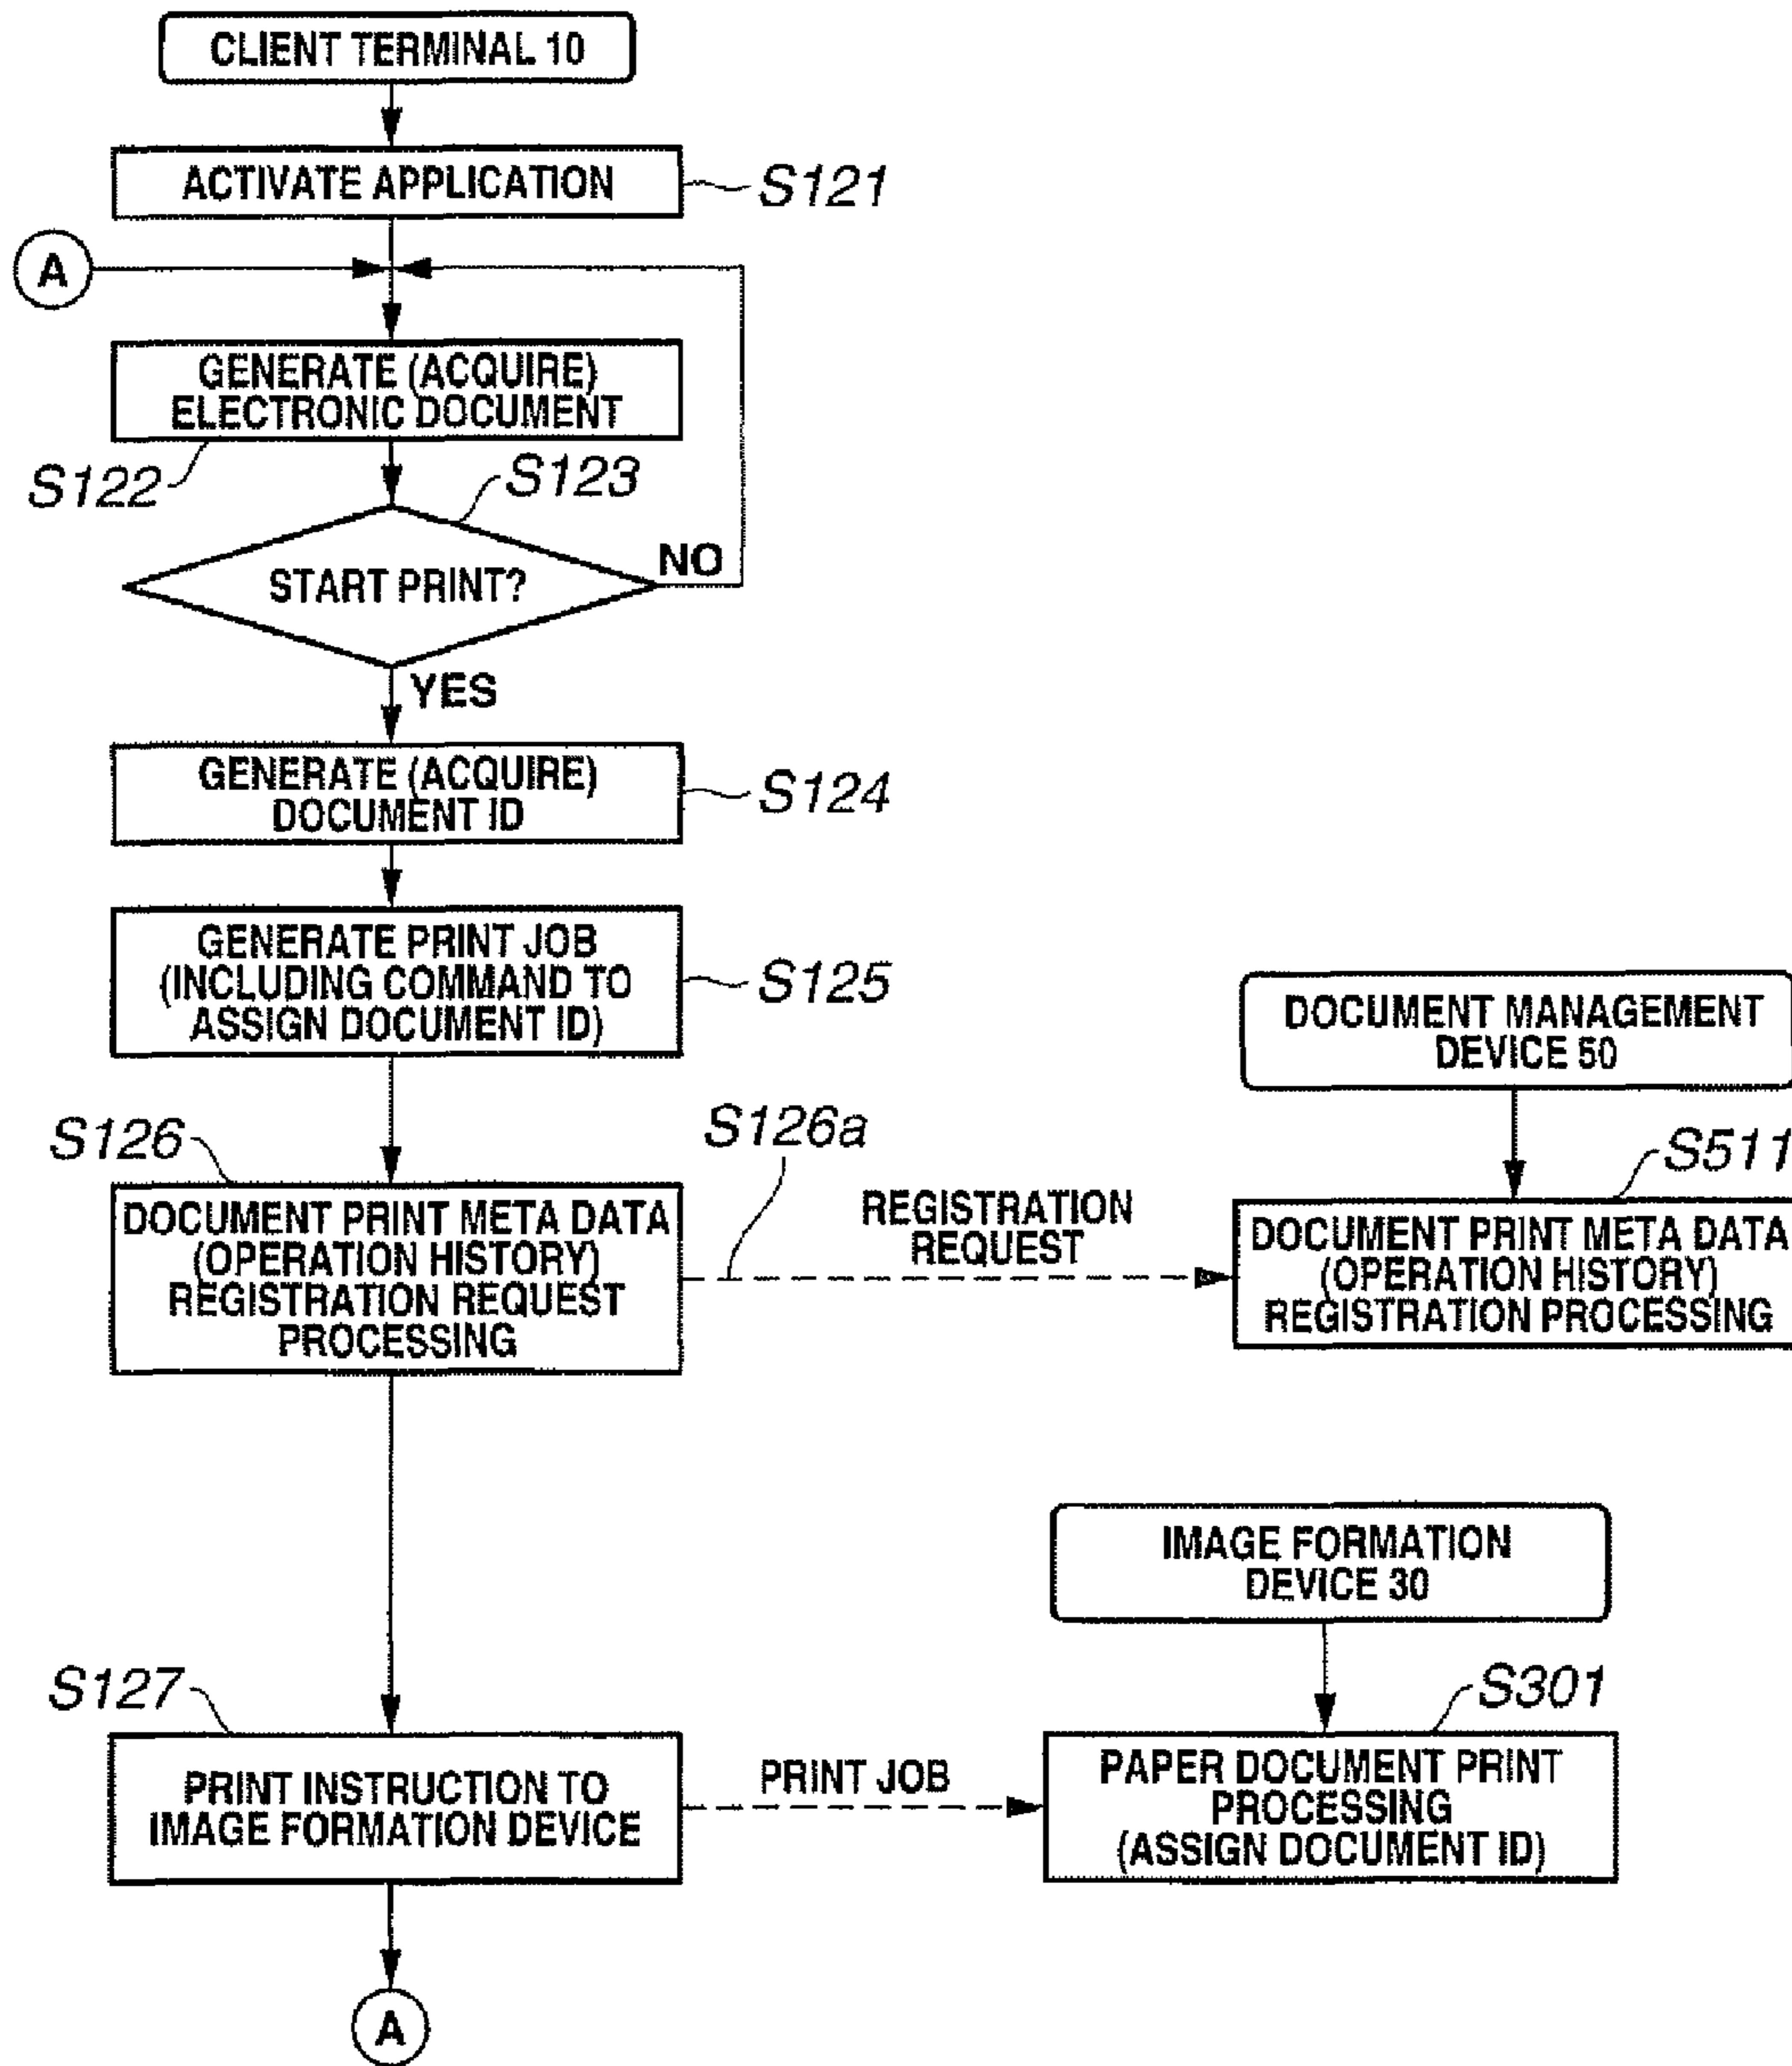 CLIENT TERMINAL 10
ACTIVATE APPLICATION
S121
A
GENERATE (ACQUIRE)
ELECTRONIC DOCUMENT
S122
S123
START PRINT?
NO
YES
GENERATE (ACQUIRE)
DOCUMENT ID
S124
GENERATE PRINT JOB
(INCLUDING COMMAND TO
ASSIGN DOCUMENT ID)
S125
DOCUMENT MANAGEMENT
DEVICE 50
S126
S126a
S511
DOCUMENT PRINT META DATA
(OPERATION HISTORY)
REGISTRATION REQUEST
PROCESSING
REGISTRATION
REQUEST
DOCUMENT PRINT META DATA
(OPERATION HISTORY)
REGISTRATION PROCESSING
IMAGE FORMATION
DEVICE 30
S127
S301
PRINT INSTRUCTION TO
IMAGE FORMATION DEVICE
PRINT JOB
PAPER DOCUMENT PRINT
PROCESSING
(ASSIGN DOCUMENT ID)
A